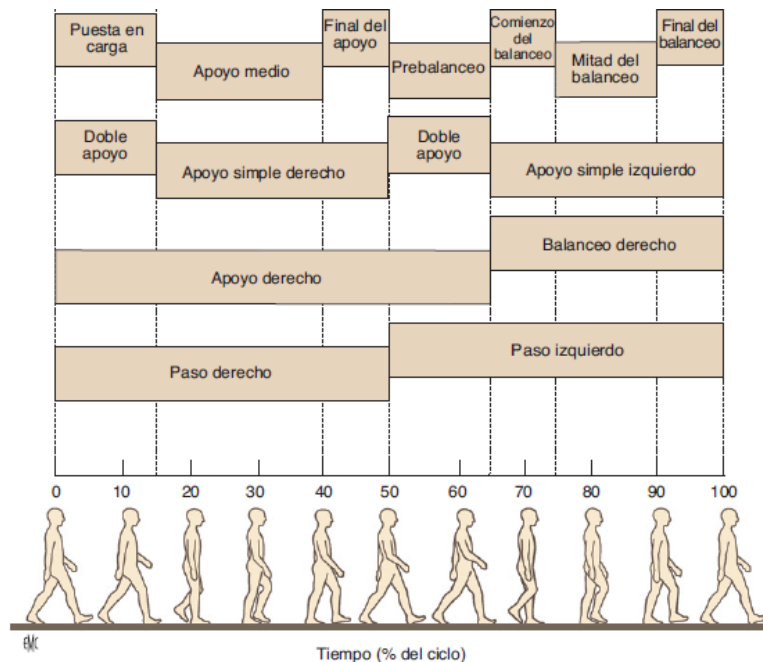 Puesta en
carga
Apoyo medio
Final del
apoyo
Prebalanceo
Comienzo
del
balanceo
Mitad del
balanceo
Final del
balanceo
Doble
apoyo
Apoyo simple derecho
Doble
apoyo
Apoyo simple izquierdo
Balanceo derecho
Apoyo derecho
Paso izquierdo
Paso derecho
0 10 20 30 40 50 60 70 80 90 100
EMC
Tiempo (% del ciclo)